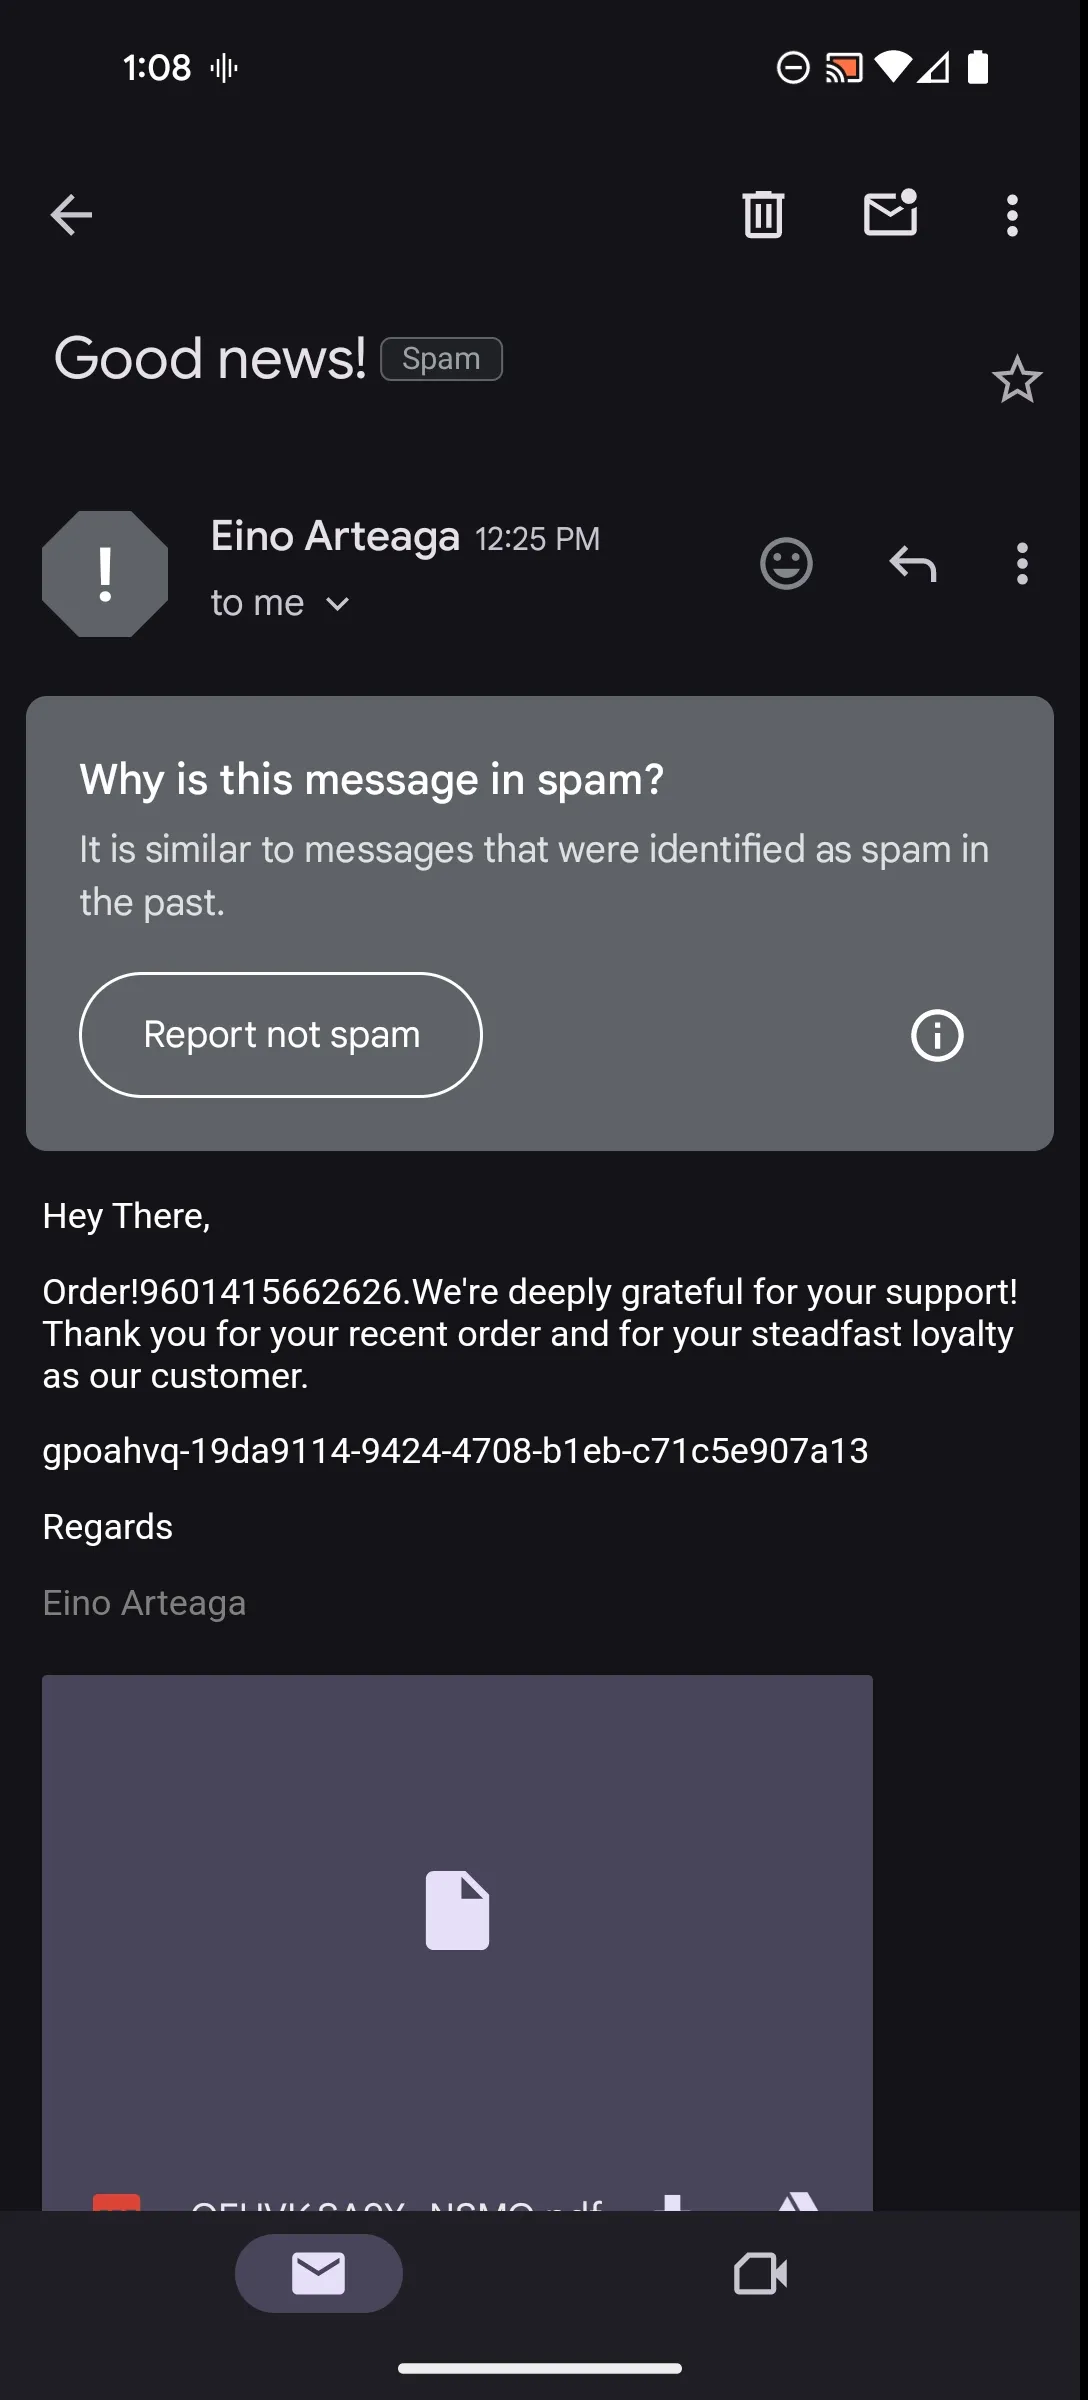 1:08
Good news! Spam
Eino Arteaga 12:25 PM
to me
Why is this message in spam?
It is similar to messages that were identified as spam in
the past.
Report not spam
Hey There,
Order!9601415662626.We're deeply grateful for your support!
Thank you for your recent order and for your steadfast loyalty
as our customer.
gpoahvq-19da9114-9424-4708-b1eb-c71c5e907a13
Regards
Eino Arteaga